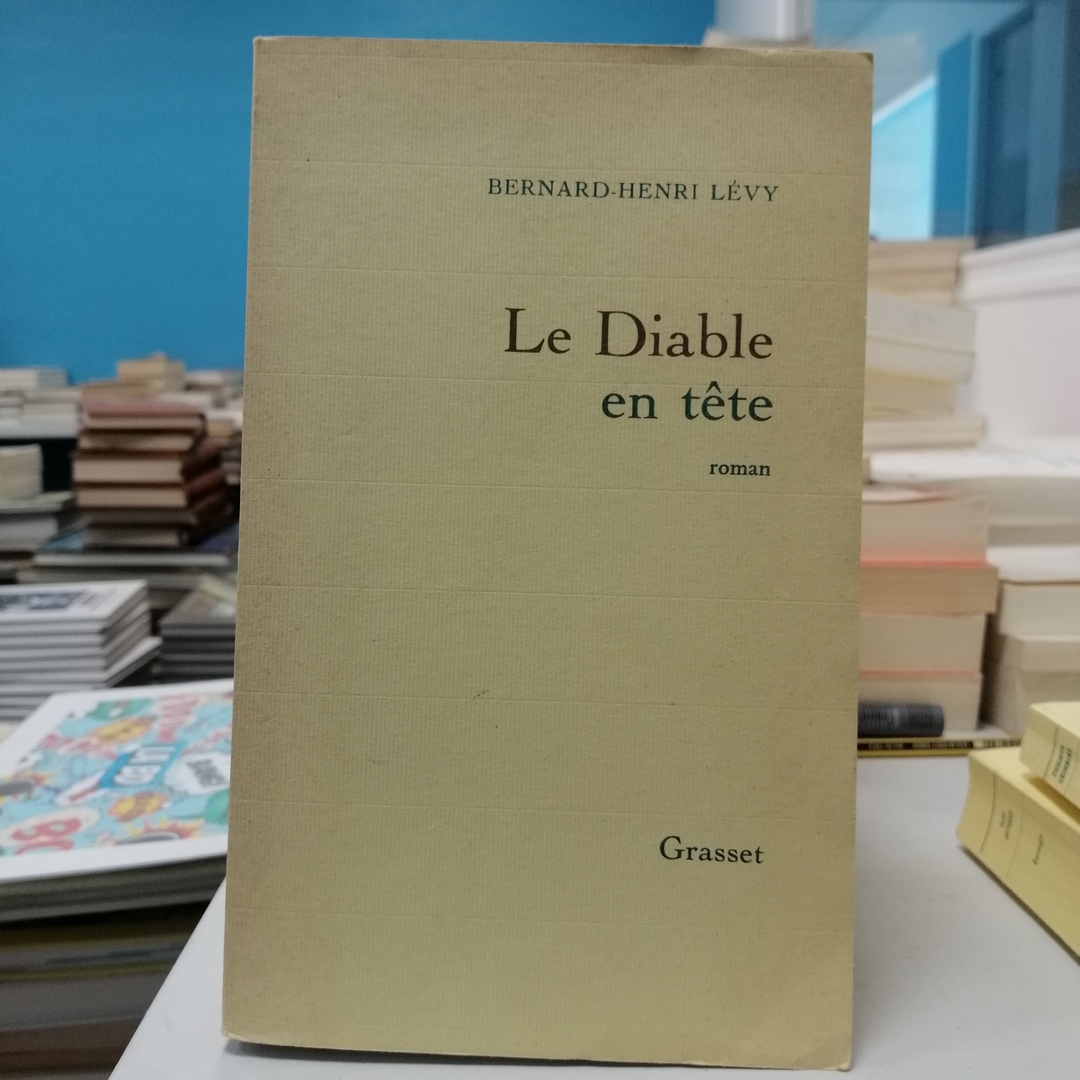 BERNARD-HENRI LÉVY
Le Diable
en tête
roman
Grasset